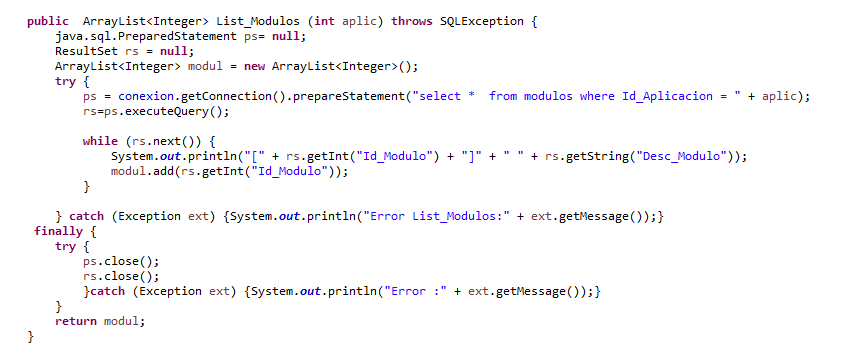 public  ArrayList<Integer> List_Modulos (int aplic) throws SQLException {
    java.sql.PreparedStatement ps= null;
    ResultSet rs = null;
    ArrayList<Integer> modul = new ArrayList<Integer>();
    try {
        ps = conexion.getConnection().prepareStatement("select *  from modulos where Id_Aplicacion = " + aplic);
        rs=ps.executeQuery();

        while (rs.next()) {
            System.out.println("[" + rs.getInt("Id_Modulo") + "]" + " " + rs.getString("Desc_Modulo"));
            modul.add(rs.getInt("Id_Modulo"));
        }

    } catch (Exception ext) {System.out.println("Error List_Modulos:" + ext.getMessage());}
 finally {
    try {
        ps.close();
        rs.close();
        }catch (Exception ext) {System.out.println("Error :" + ext.getMessage());}
    }
    return modul;
}